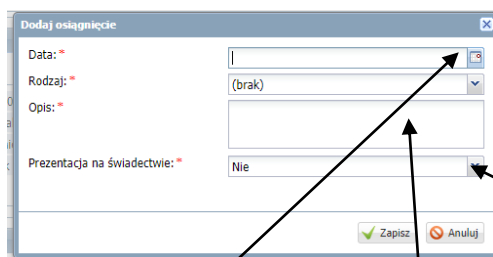 Dodaj osiągnięcie
Data: *
Rodzaj: * (brak)
Opis: *
Prezentacja na świadectwie: * Nie
Zapisz Anuluj